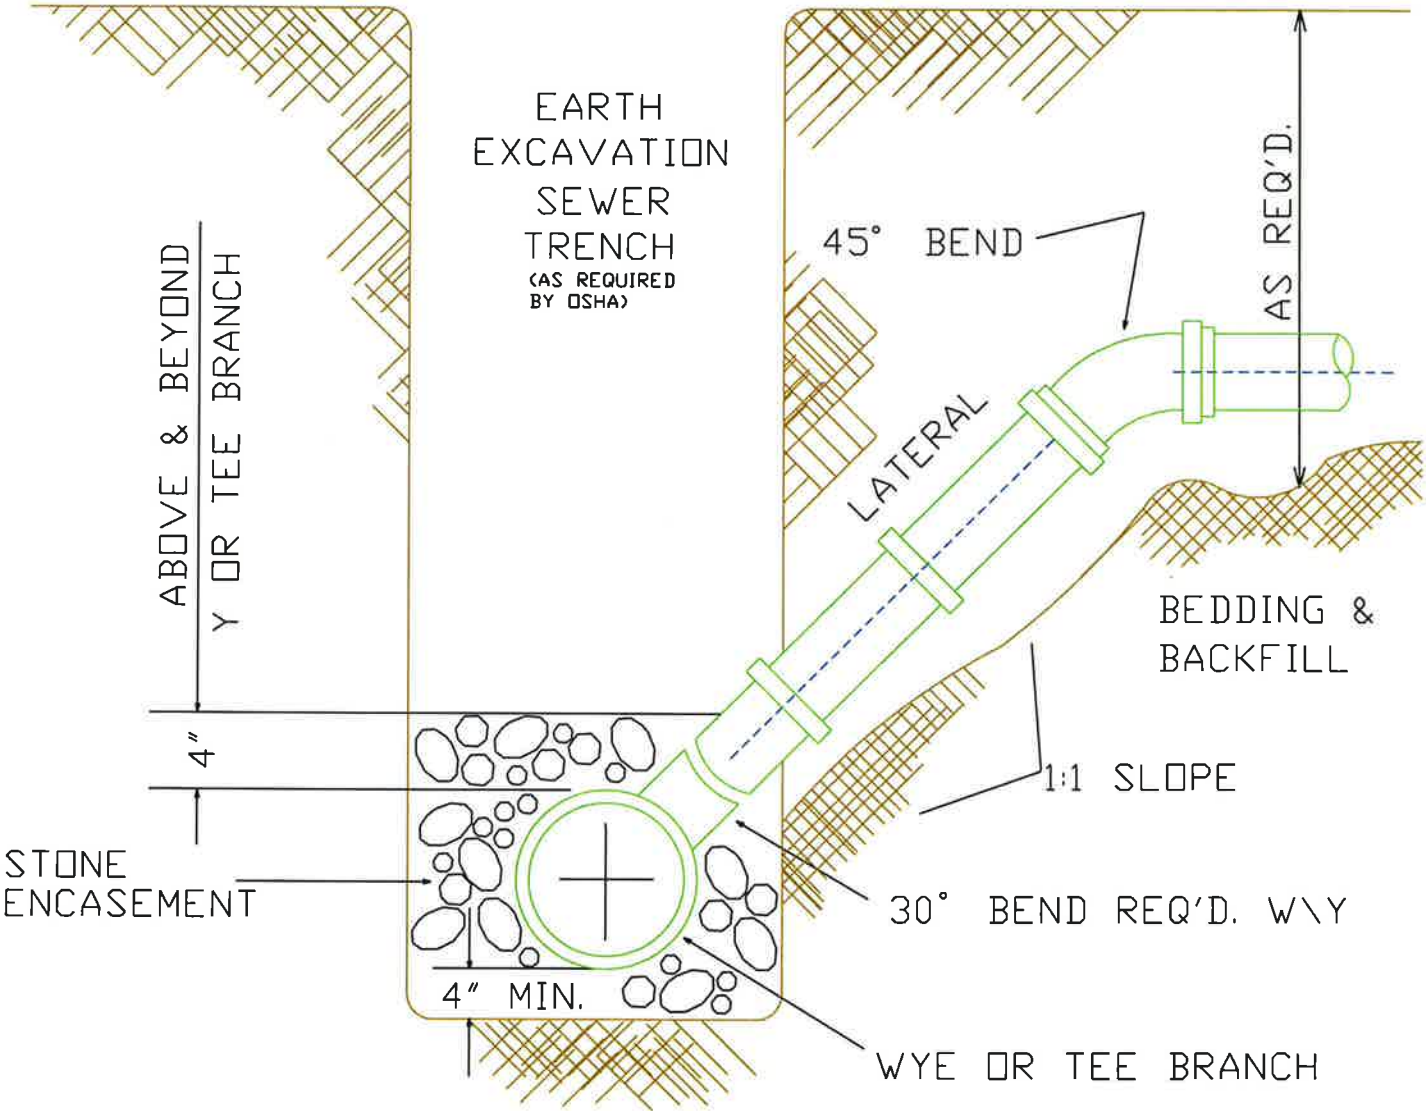 EARTH
EXCAVATION
SEWER
TRENCH
(AS REQUIRED
BY OSHA)
45° BEND
AS REQ'D.
ABOVE & BEYOND
Y OR TEE BRANCH
LATERAL
BEDDING &
BACKFILL
4"
1:1 SLOPE
STONE
ENCASEMENT
30° BEND REQ'D. W\Y
4" MIN.
WYE OR TEE BRANCH